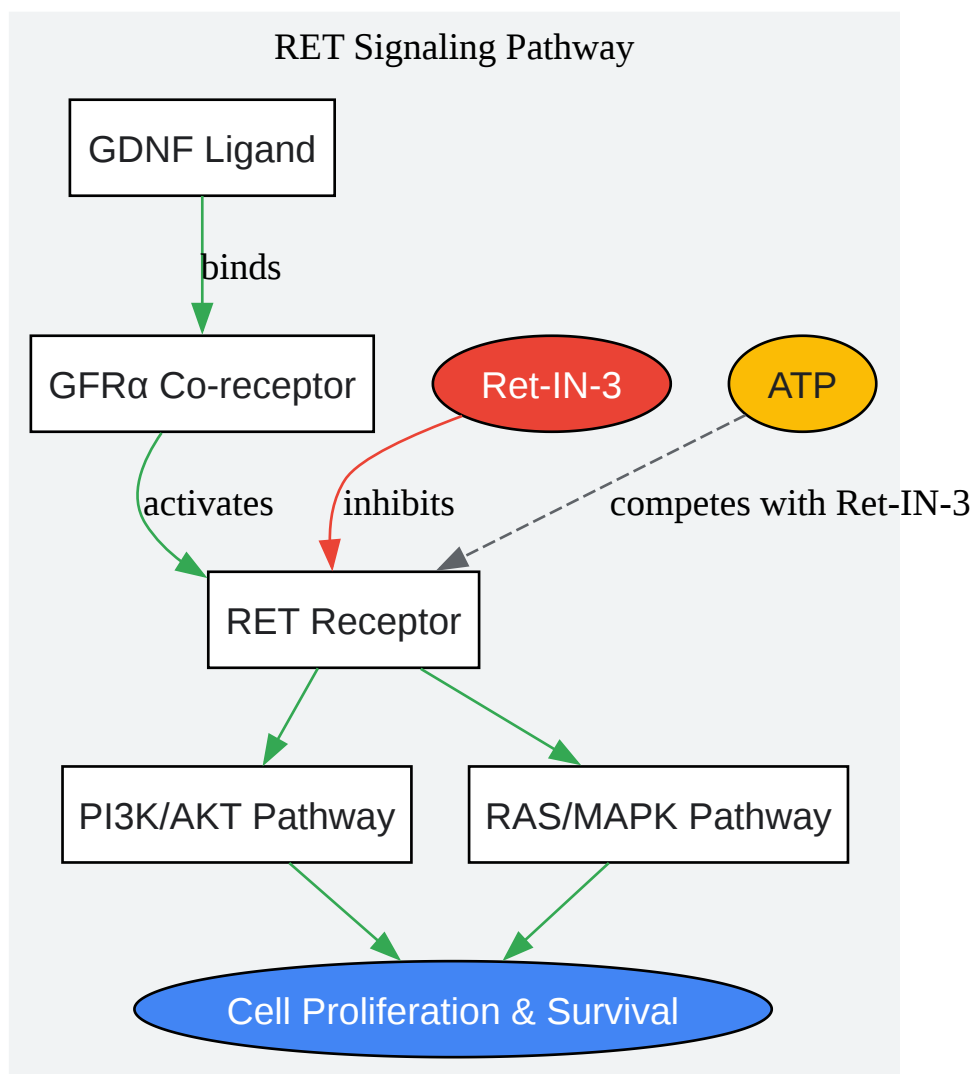 RET Signaling Pathway
GDNF Ligand
binds
GFRα Co-receptor
Ret-IN-3
ATP
activates
inhibits
competes with Ret-IN-3
RET Receptor
PI3K/AKT Pathway
RAS/MAPK Pathway
Cell Proliferation & Survival